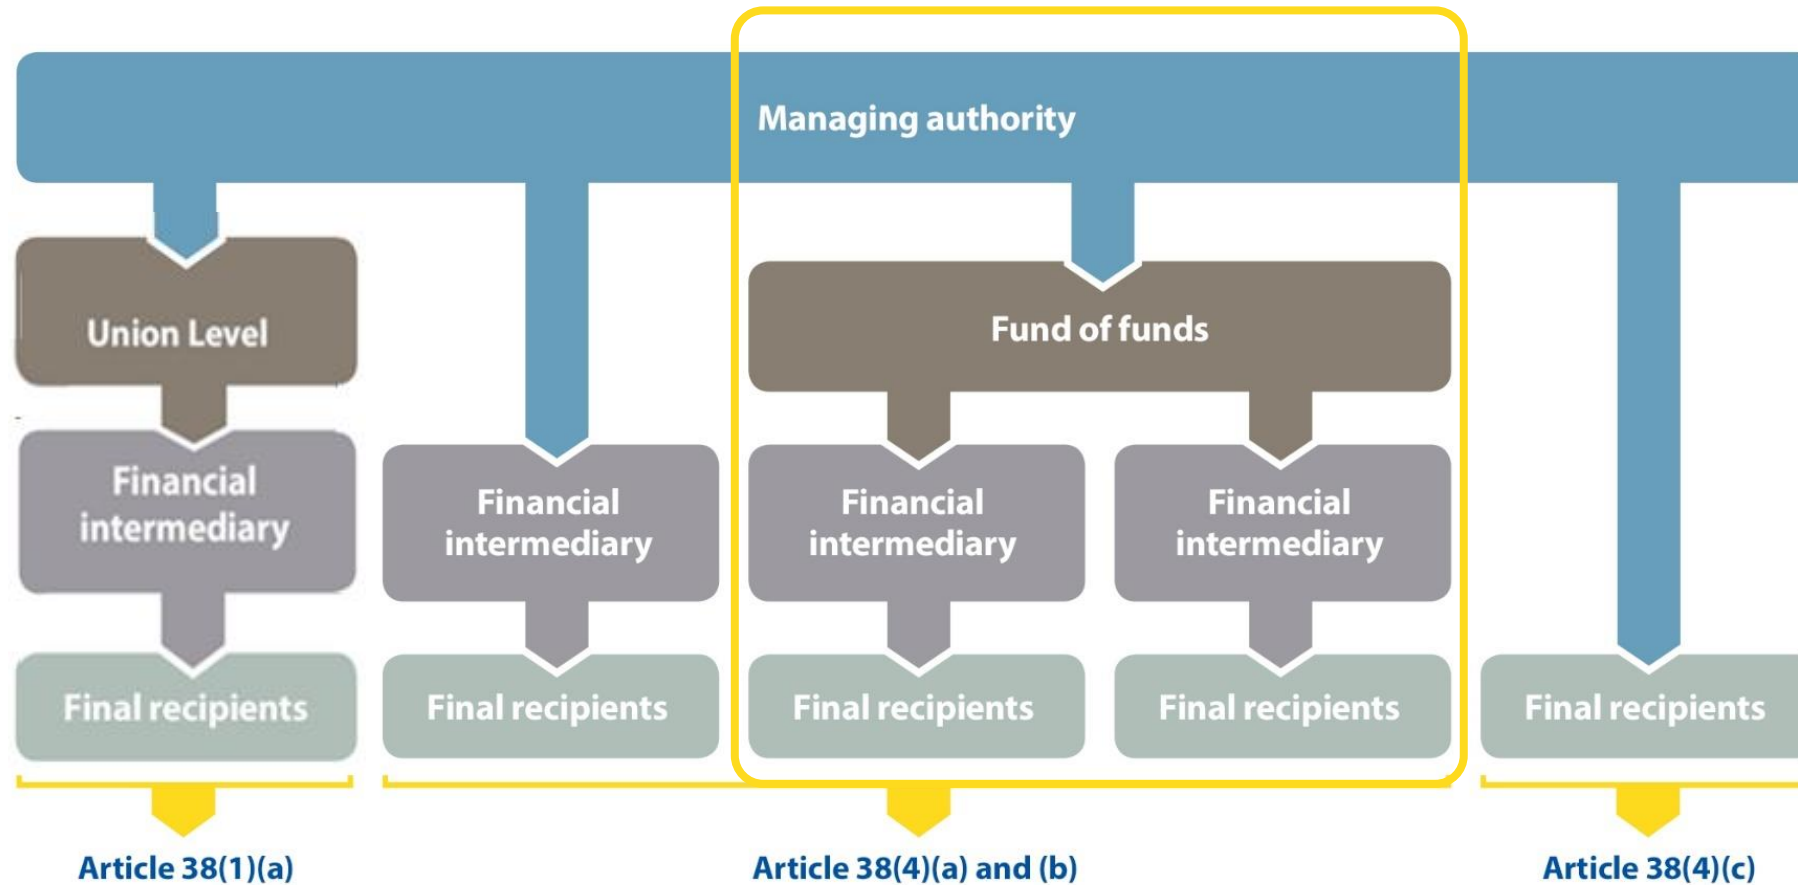 Managing authority
Union Level
Fund of funds
Financial
intermediary
Financial
intermediary
Financial
intermediary
Financial
intermediary
Final recipients
Final recipients
Final recipients
Final recipients
Final recipients
Article 38(1)(a)
Article 38(4)(a) and (b)
Article 38(4)(c)